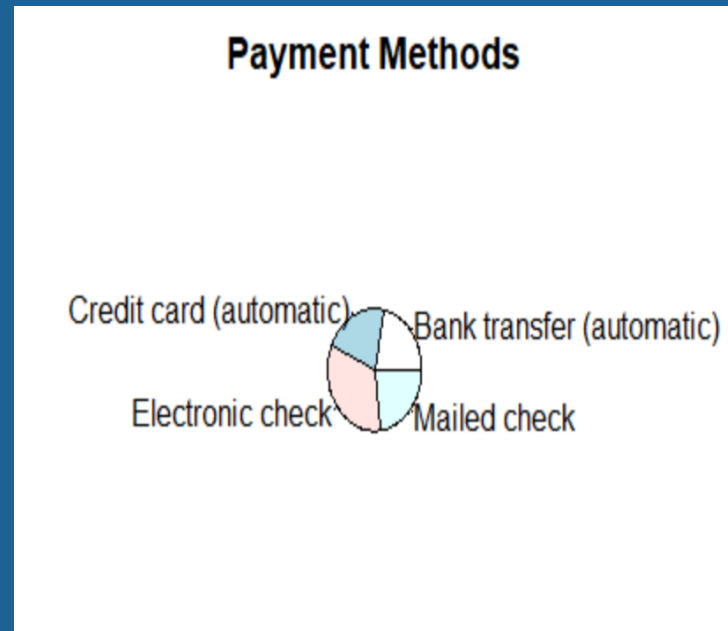 Payment Methods
Credit card (automatic)
Bank transfer (automatic)
Electronic check
Mailed check